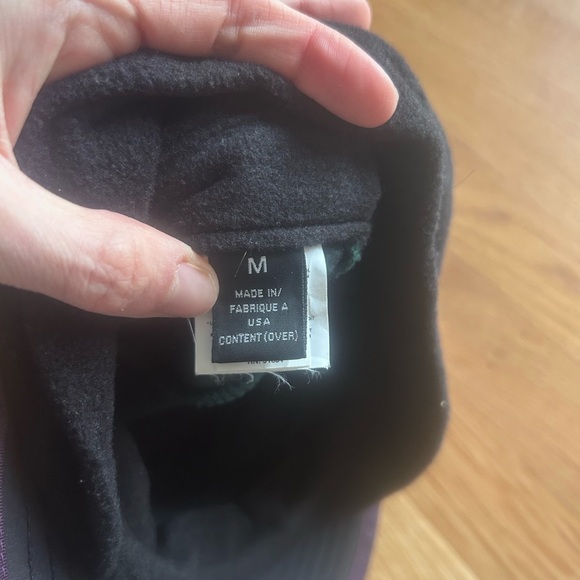 M
MADE IN/
FABRIQUE A
USA
CONTENT (OVER)